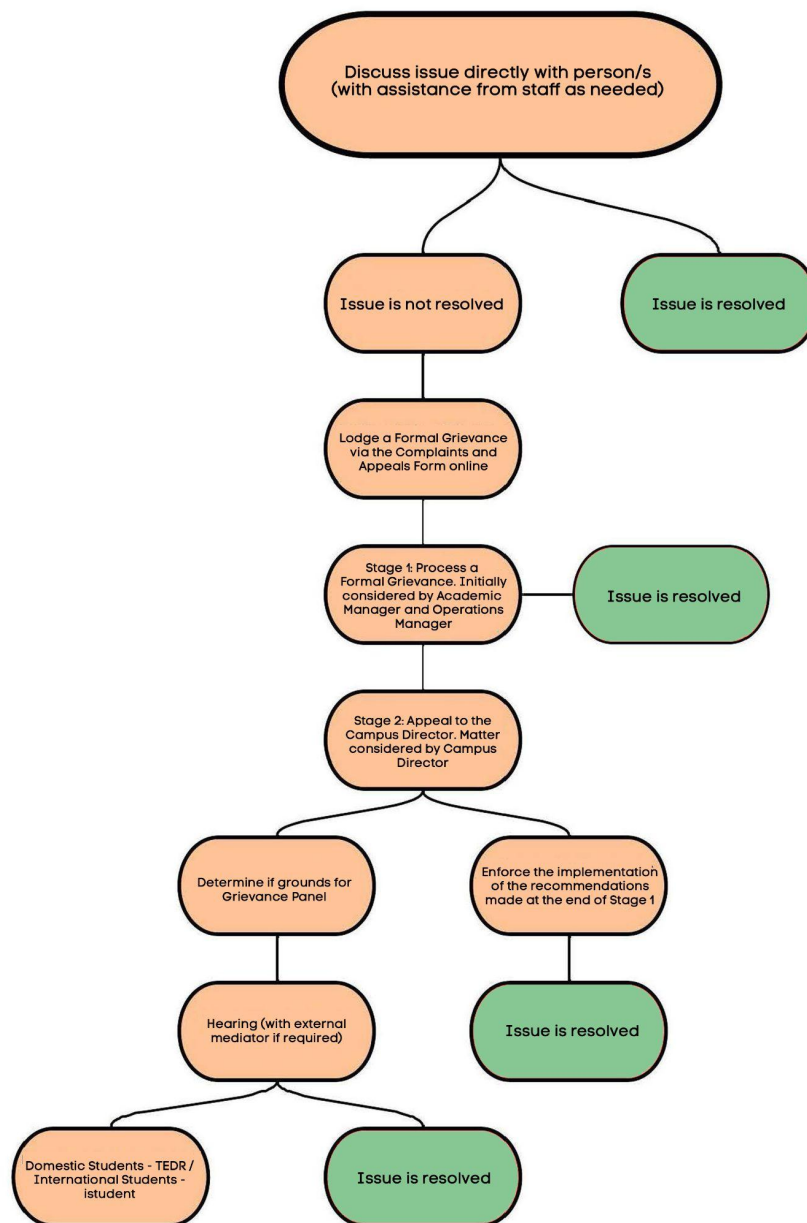 Discuss issue directly with person/s
(with assistance from staff as needed)
Issue is not resolved
Issue is resolved
Lodge a Formal Grievance
via the Complaints and
Appeals Form online
Stage 1: Process a
Formal Grievance. Initially
considered by Academic
Manager and Operations
Manager
Issue is resolved
Stage 2: Appeal to the
Campus Director. Matter
considered by Campus
Director
Determine if grounds for
Grievance Panel
Enforce the implementation
of the recommendations
made at the end of Stage 1
Hearing (with external
mediator if required)
Issue is resolved
Domestic Students - TEDR /
International Students -
istudent
Issue is resolved